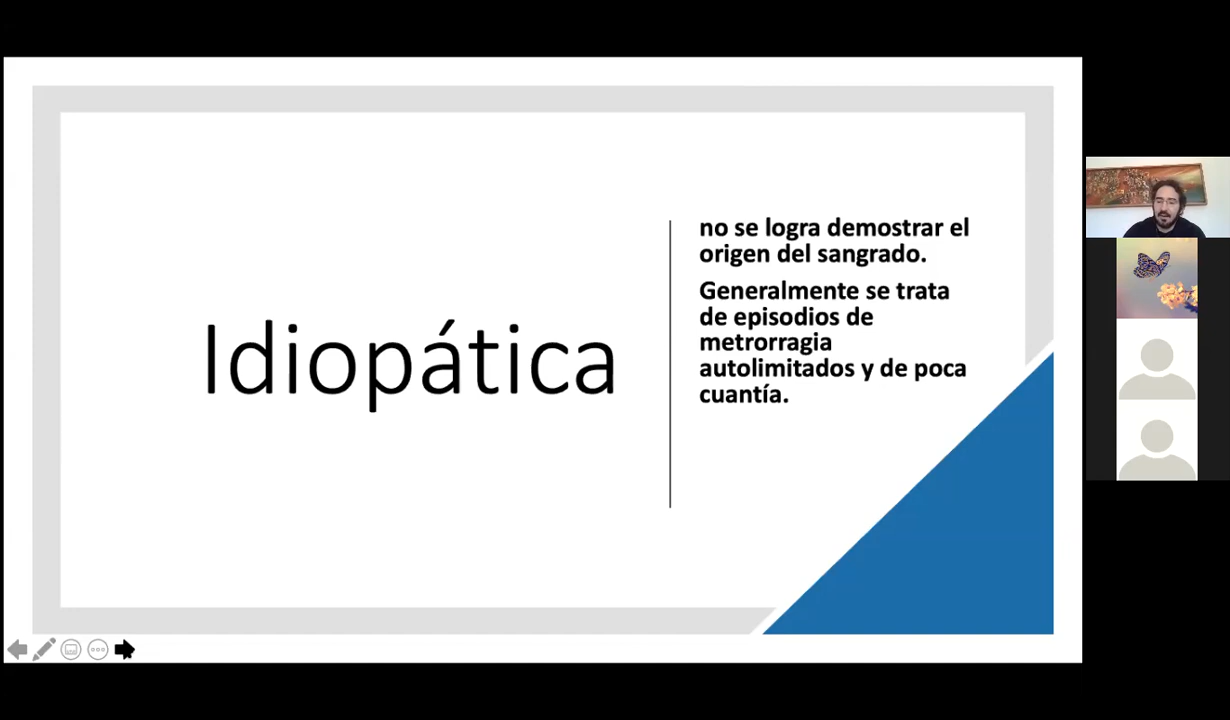 Idiopática
no se logra demostrar el
origen del sangrado.
Generalmente se trata
de episodios de
metrorragia
autolimitados y de poca
cuantía.